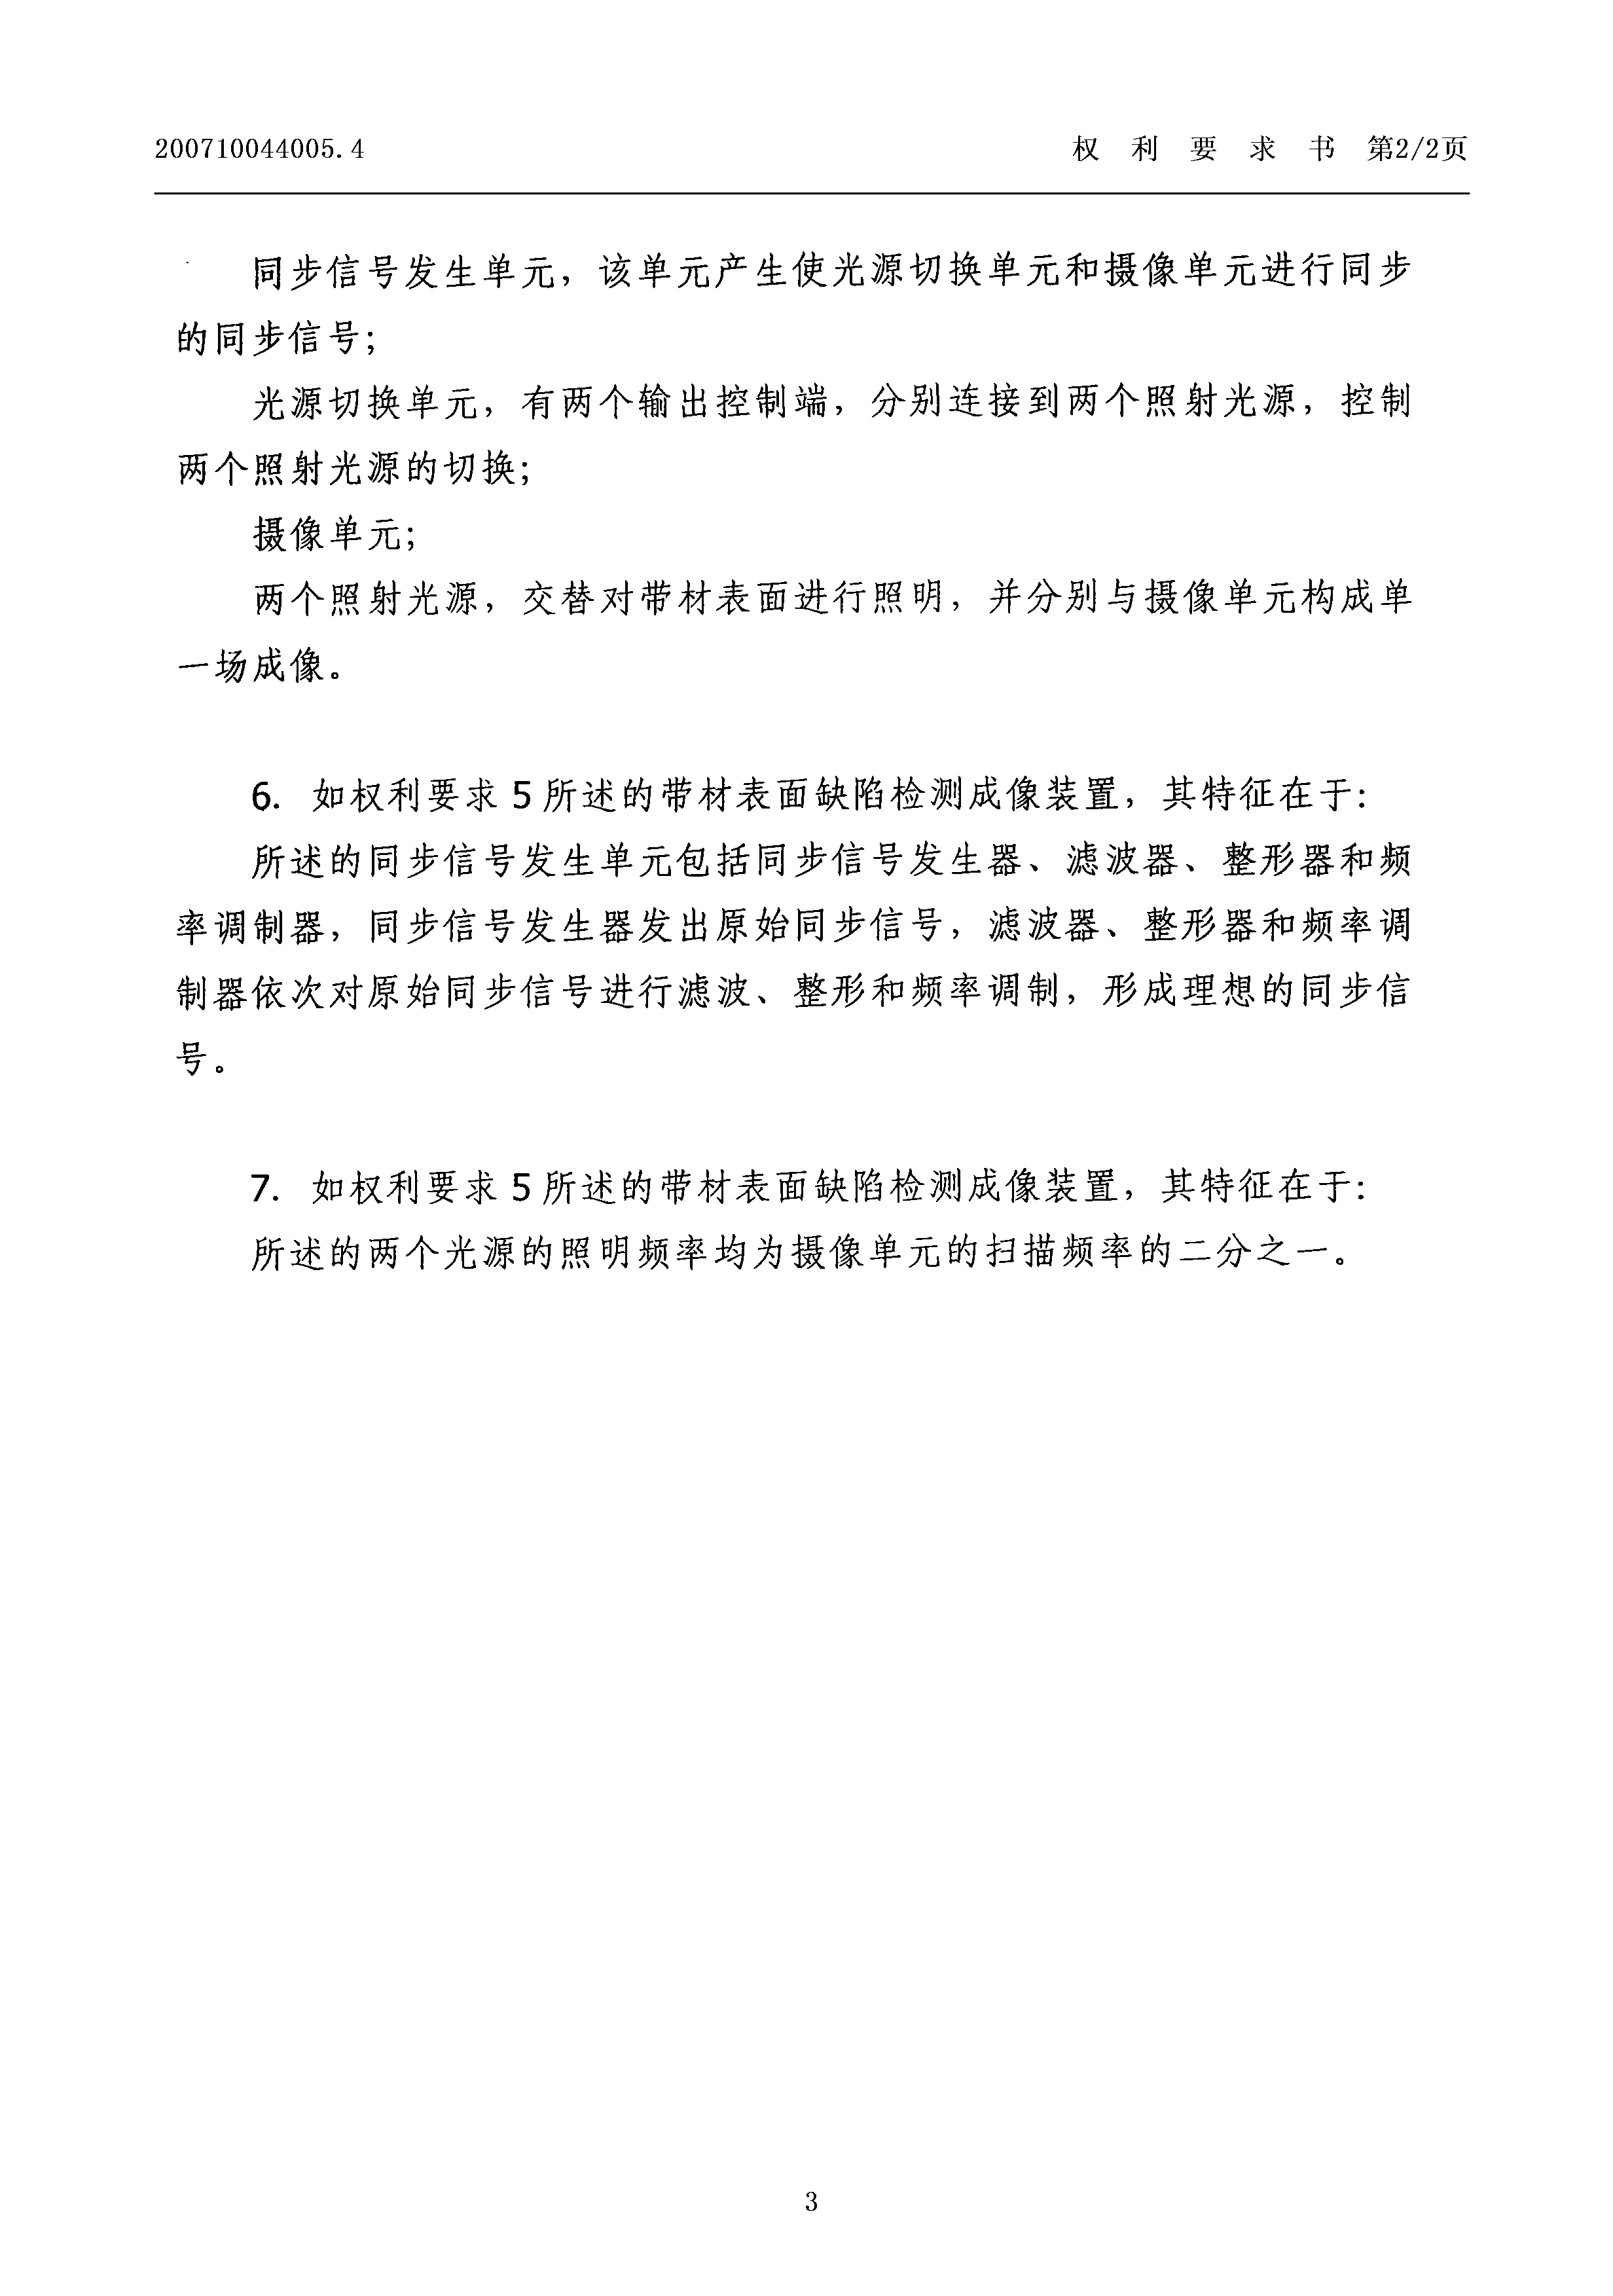 200710044005.4
权 利 要 求 书 第2/2页
同步信号发生单元，该单元产生使光源切换单元和摄像单元进行同步
的同步信号；
光源切换单元，有两个输出控制端，分别连接到两个照射光源，控制
两个照射光源的切换；
摄像单元；
两个照射光源，交替对带材表面进行照明，并分别与摄像单元构成单
一场成像。
6. 如权利要求 5 所述的带材表面缺陷检测成像装置，其特征在于：
所述的同步信号发生单元包括同步信号发生器、滤波器、整形器和频
率调制器，同步信号发生器发出原始同步信号，滤波器、整形器和频率调
制器依次对原始同步信号进行滤波、整形和频率调制，形成理想的同步信
号。
7. 如权利要求 5 所述的带材表面缺陷检测成像装置，其特征在于：
所述的两个光源的照明频率均为摄像单元的扫描频率的二分之一。
3